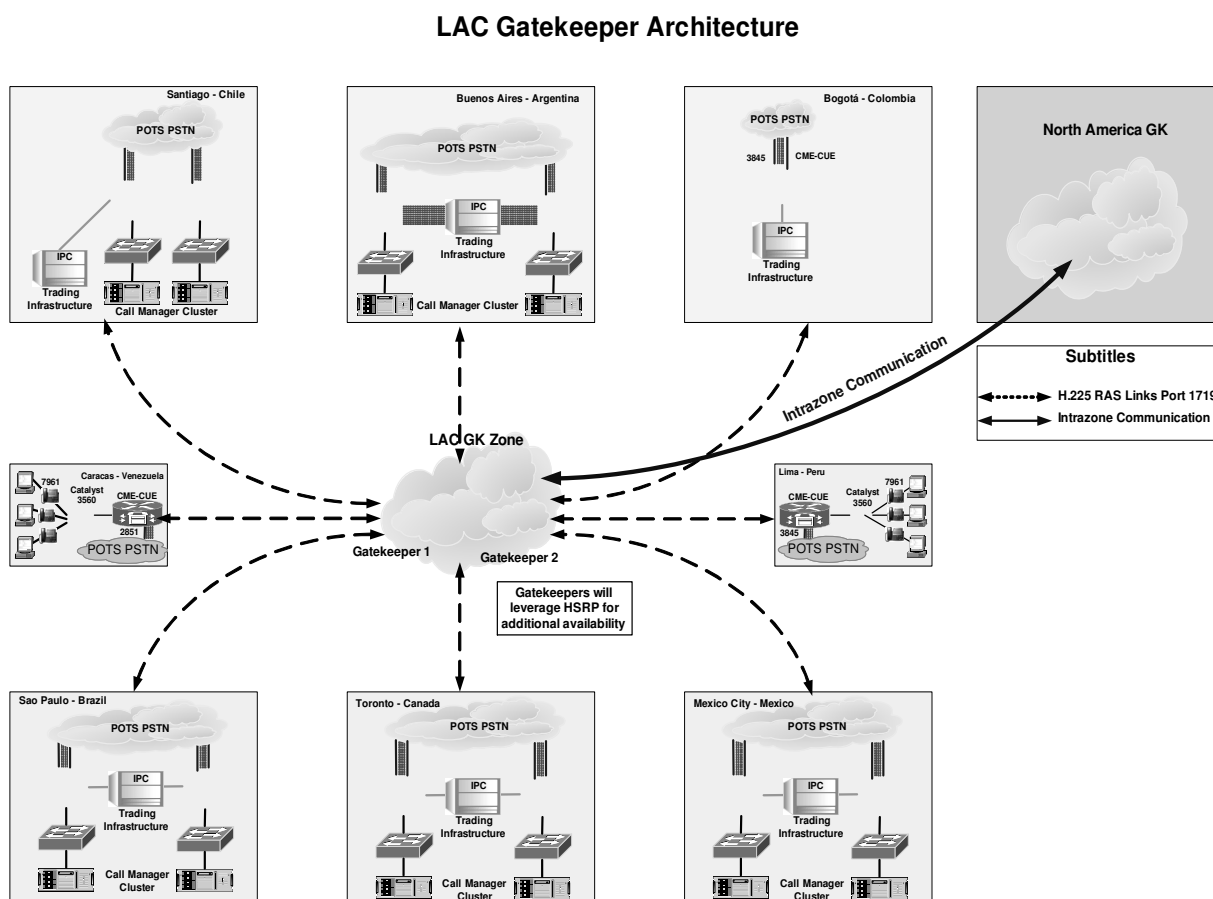 LAC Gatekeeper Architecture
Santiago - Chile
POTS PSTN
IPC
Trading
Infrastructure
Call Manager Cluster
Buenos Aires - Argentina
POTS PSTN
IPC
Trading
Infrastructure
Call Manager Cluster
Bogotá - Colombia
POTS PSTN
3845
CME-CUE
IPC
Trading
Infrastructure
North America GK
Subtitles
H.225 RAS Links Port 1719
Intrazone Communication
Intrazone Communication
LAC GK Zone
Gatekeeper 1
Gatekeeper 2
Gatekeepers will
leverage HSRP for
additional availability
Caracas - Venezuela
7961
Catalyst
3560
CME-CUE
2851
POTS PSTN
Lima - Peru
7961
CME-CUE
Catalyst
3560
3845
POTS PSTN
Sao Paulo - Brazil
POTS PSTN
IPC
Trading
Infrastructure
Call Manager
Cluster
Toronto - Canada
POTS PSTN
IPC
Trading
Infrastructure
Call Manager
Cluster
Mexico City - Mexico
POTS PSTN
IPC
Trading
Infrastructure
Call Manager
Cluster